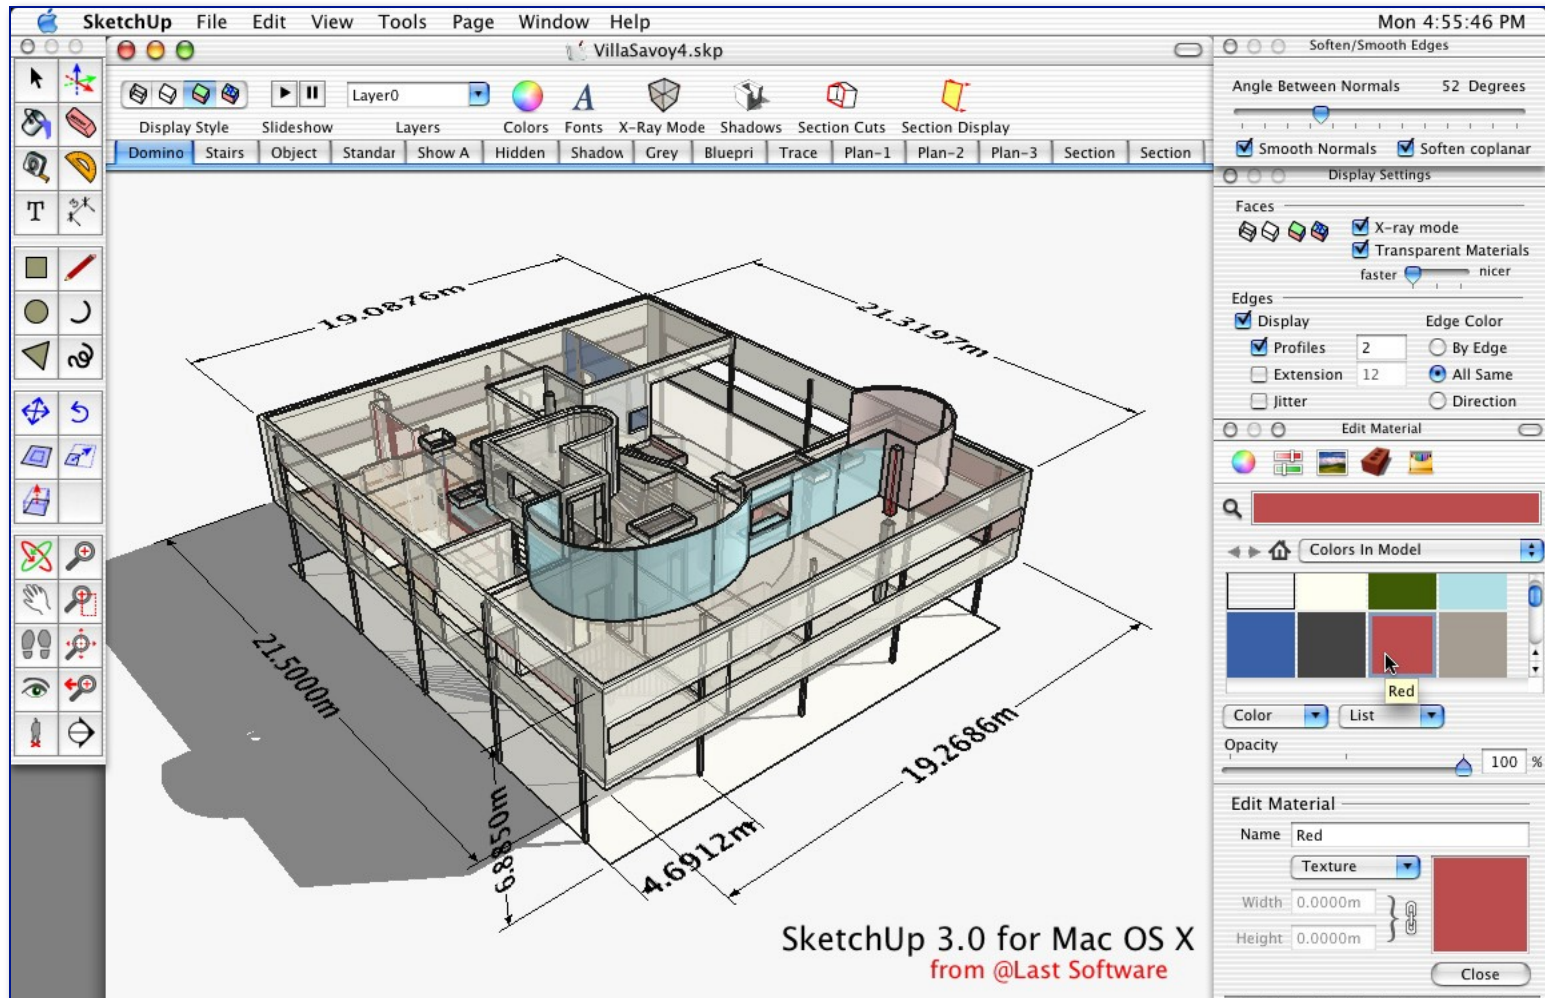 SketchUp File Edit View Tools Page Window Help
Mon 4:55:46 PM
VillaSavoy4.skp
Layer0
Display Style Slideshow Layers Colors Fonts X-Ray Mode Shadows Section Cuts Section Display
Domino Stairs Object Standar Show A Hidden Shadow Grey Bluepri Trace Plan-1 Plan-2 Plan-3 Section Section
T
3'
19.0876m
21.3197m
21.5000m
19.2686m
6.8850m
4.6912m
SketchUp 3.0 for Mac OS X
from @Last Software
Soften/Smooth Edges
Angle Between Normals 52 Degrees
Smooth Normals Soften coplanar
Display Settings
Faces
X-ray mode
Transparent Materials
faster nicer
Edges
Display Edge Color
Profiles 2 By Edge
Extension 12 All Same
Jitter Direction
Edit Material
Colors In Model
Red
Color List
Opacity
100 %
Edit Material
Name Red
Texture
Width 0.0000m
Height 0.0000m
Close